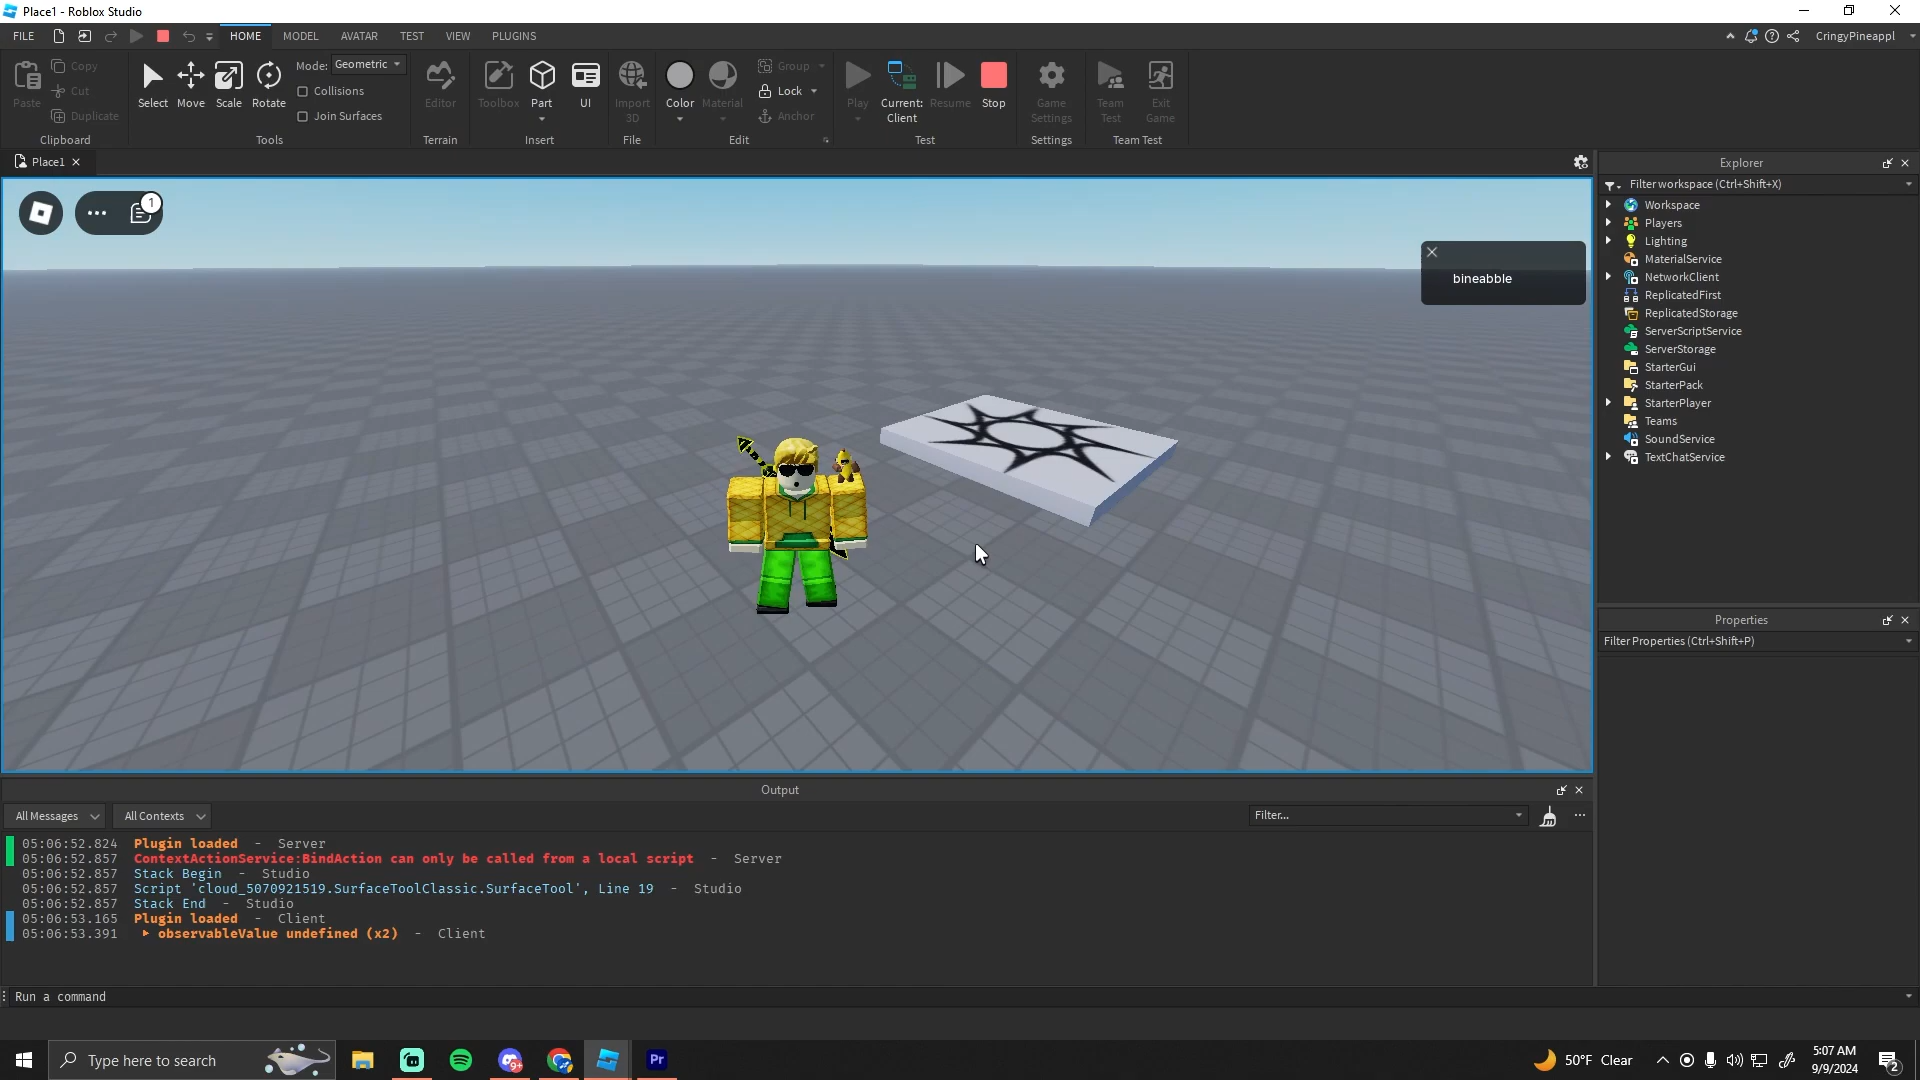 Place1 - Roblox Studio
FILE
HOME
MODEL
AVATAR
TEST
VIEW
PLUGINS
CringyPineappl
Paste
Copy
Cut
Duplicate
Clipboard
Select
Move
Scale
Rotate
Mode: Geometric
Collisions
Join Surfaces
Tools
Editor
Terrain
Toolbox
Part
UI
Insert
Import
3D
File
Color
Material
Group
Lock
Anchor
Edit
Play
Current:
Client
Resume
Stop
Test
Game
Settings
Settings
Team
Test
Exit
Game
Team Test
Place1
1
bineabble
Explorer
Filter workspace (Ctrl+Shift+X)
Workspace
Players
Lighting
MaterialService
NetworkClient
ReplicatedFirst
ReplicatedStorage
ServerScriptService
ServerStorage
StarterGui
StarterPack
StarterPlayer
Teams
SoundService
TextChatService
Properties
Filter Properties (Ctrl+Shift+P)
Output
All Messages
All Contexts
Filter...
05:06:52.824 Plugin loaded - Server
05:06:52.857 ContextActionService:BindAction can only be called from a local script - Server
05:06:52.857 Stack Begin - Studio
05:06:52.857 Script 'cloud_5070921519.SurfaceToolClassic.SurfaceTool', Line 19 - Studio
05:06:52.857 Stack End - Studio
05:06:53.165 Plugin loaded - Client
05:06:53.391 ▶ observableValue undefined (x2) - Client
Run a command
Type here to search
9+
Pr
50°F Clear
5:07 AM
9/9/2024
2